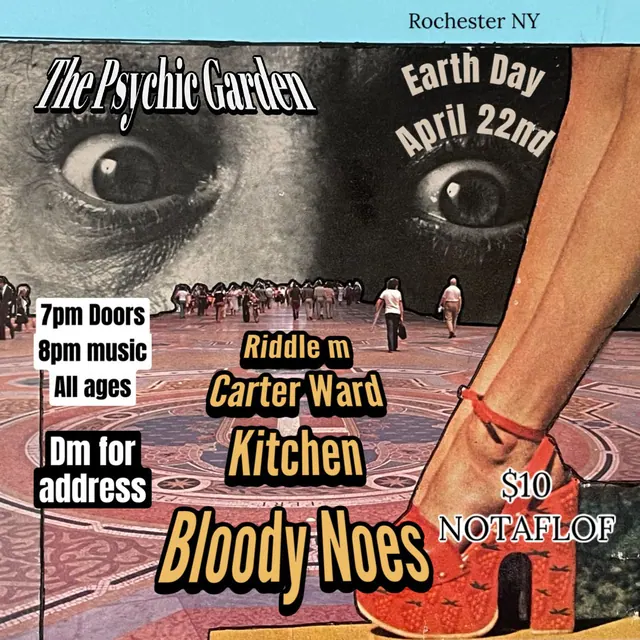 Rochester NY
The Psychic Garden
Earth Day
April 22nd
7pm Doors
8pm music
All ages
Dm for
address
Riddle m
Carter Ward
Kitchen
Bloody Noes
$10
NOTAFLOF